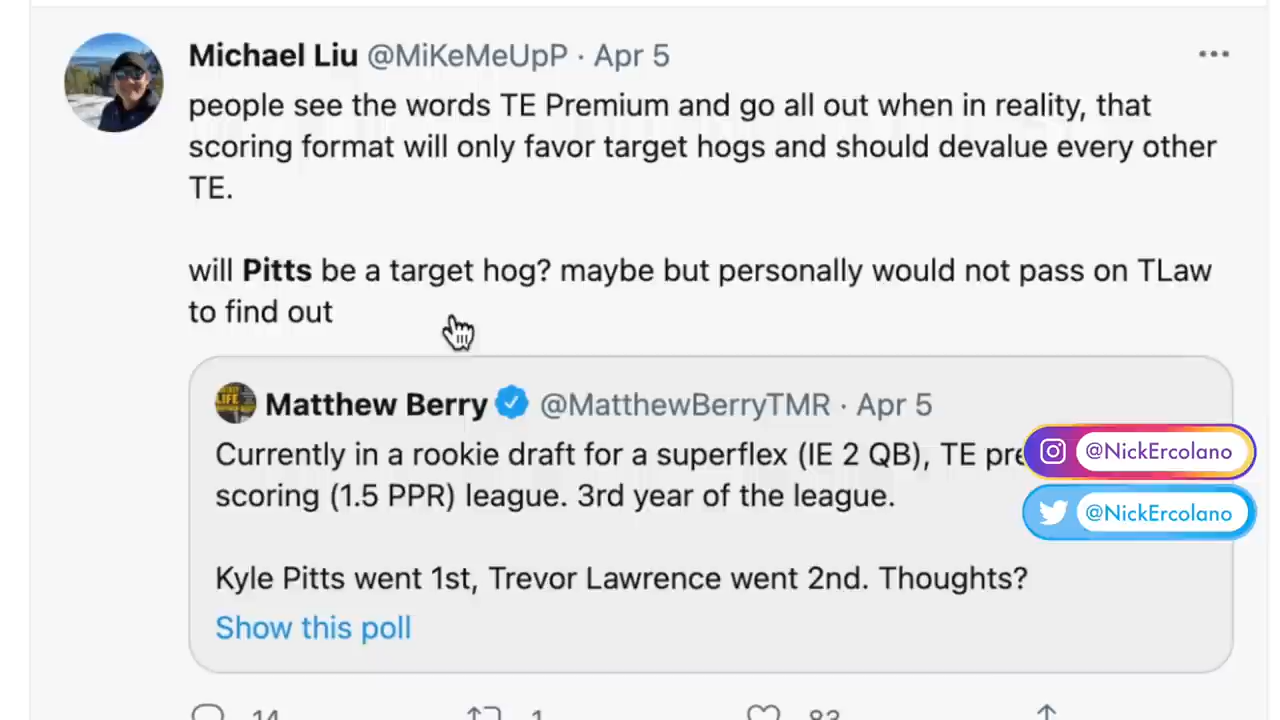 Michael Liu @MiKeMeUpP · Apr 5
people see the words TE Premium and go all out when in reality, that
scoring format will only favor target hogs and should devalue every other
TE.
will Pitts be a target hog? maybe but personally would not pass on TLaw
to find out
Matthew Berry @MatthewBerryTMR · Apr 5
Currently in a rookie draft for a superflex (IE 2 QB), TE
scoring (1.5 PPR) league. 3rd year of the league.
@NickErcolano
@NickErcolano
Kyle Pitts went 1st, Trevor Lawrence went 2nd. Thoughts?
Show this poll
14 1 83